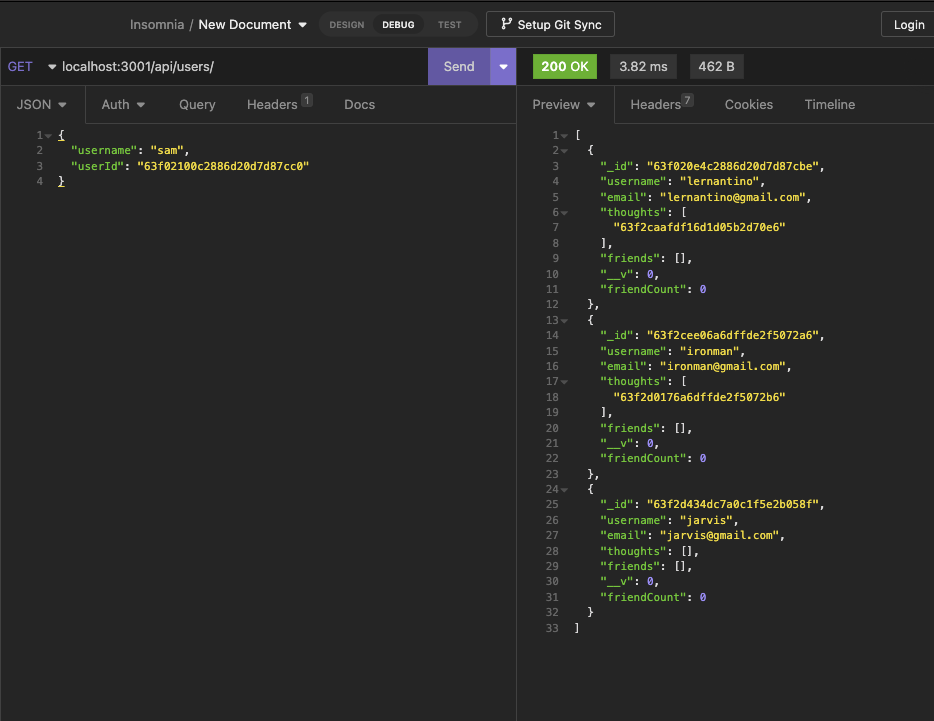 Insomnia / New Document
DESIGN DEBUG TEST
Setup Git Sync
Login
GET localhost:3001/api/users/ Send
200 OK 3.82 ms 462 B
JSON Auth Query Headers 1 Docs
1 {
2 "username": "sam",
3 "userId": "63f02100c2886d20d7d87cc0"
4 }
Preview Headers 7 Cookies Timeline
1 [
2 {
3 "_id": "63f020e4c2886d20d7d87cbe",
4 "username": "lernantino",
5 "email": "lernantino@gmail.com",
6 "thoughts": [
7 "63f2caafdf16d1d05b2d70e6"
8 ],
9 "friends": [],
10 "__v": 0,
11 "friendCount": 0
12 },
13 {
14 "_id": "63f2cee06a6dffde2f5072a6",
15 "username": "ironman",
16 "email": "ironman@gmail.com",
17 "thoughts": [
18 "63f2d0176a6dffde2f5072b6"
19 ],
20 "friends": [],
21 "__v": 0,
22 "friendCount": 0
23 },
24 {
25 "_id": "63f2d434dc7a0c1f5e2b058f",
26 "username": "jarvis",
27 "email": "jarvis@gmail.com",
28 "thoughts": [],
29 "friends": [],
30 "__v": 0,
31 "friendCount": 0
32 }
33 ]